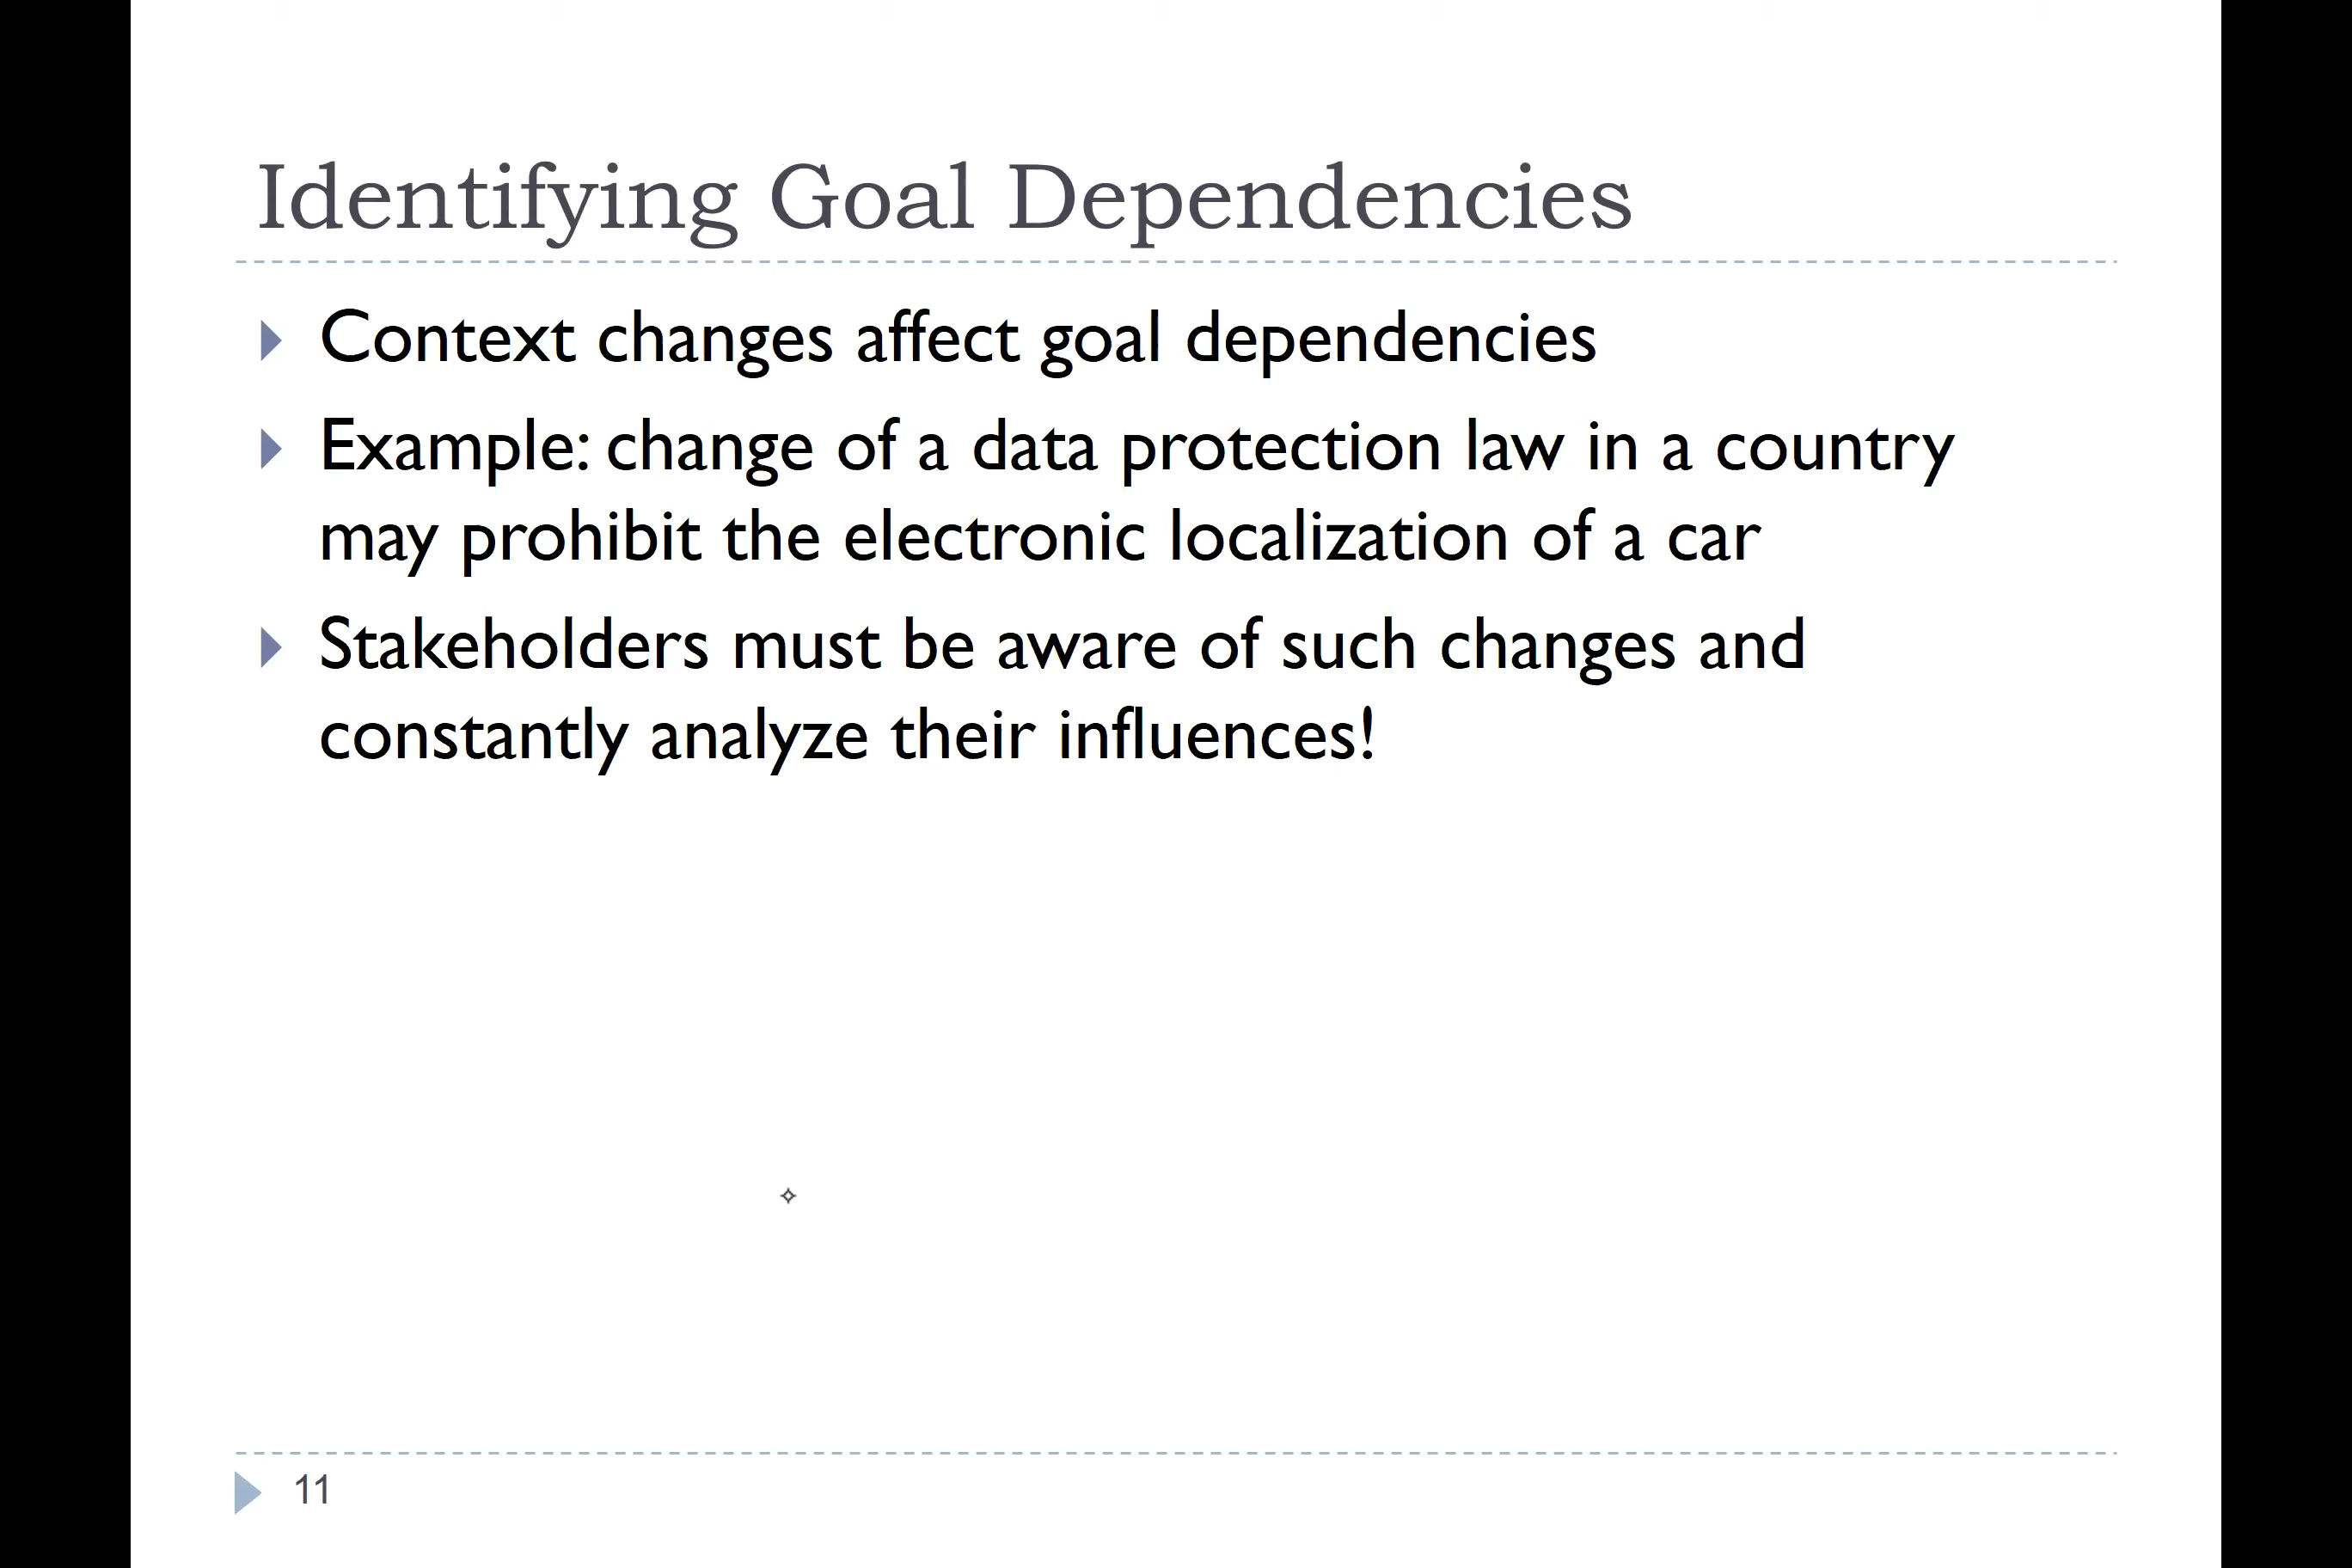 Identifying Goal Dependencies
Context changes affect goal dependencies
Example: change of a data protection law in a country
may prohibit the electronic localization of a car
Stakeholders must be aware of such changes and
constantly analyze their influences!
11